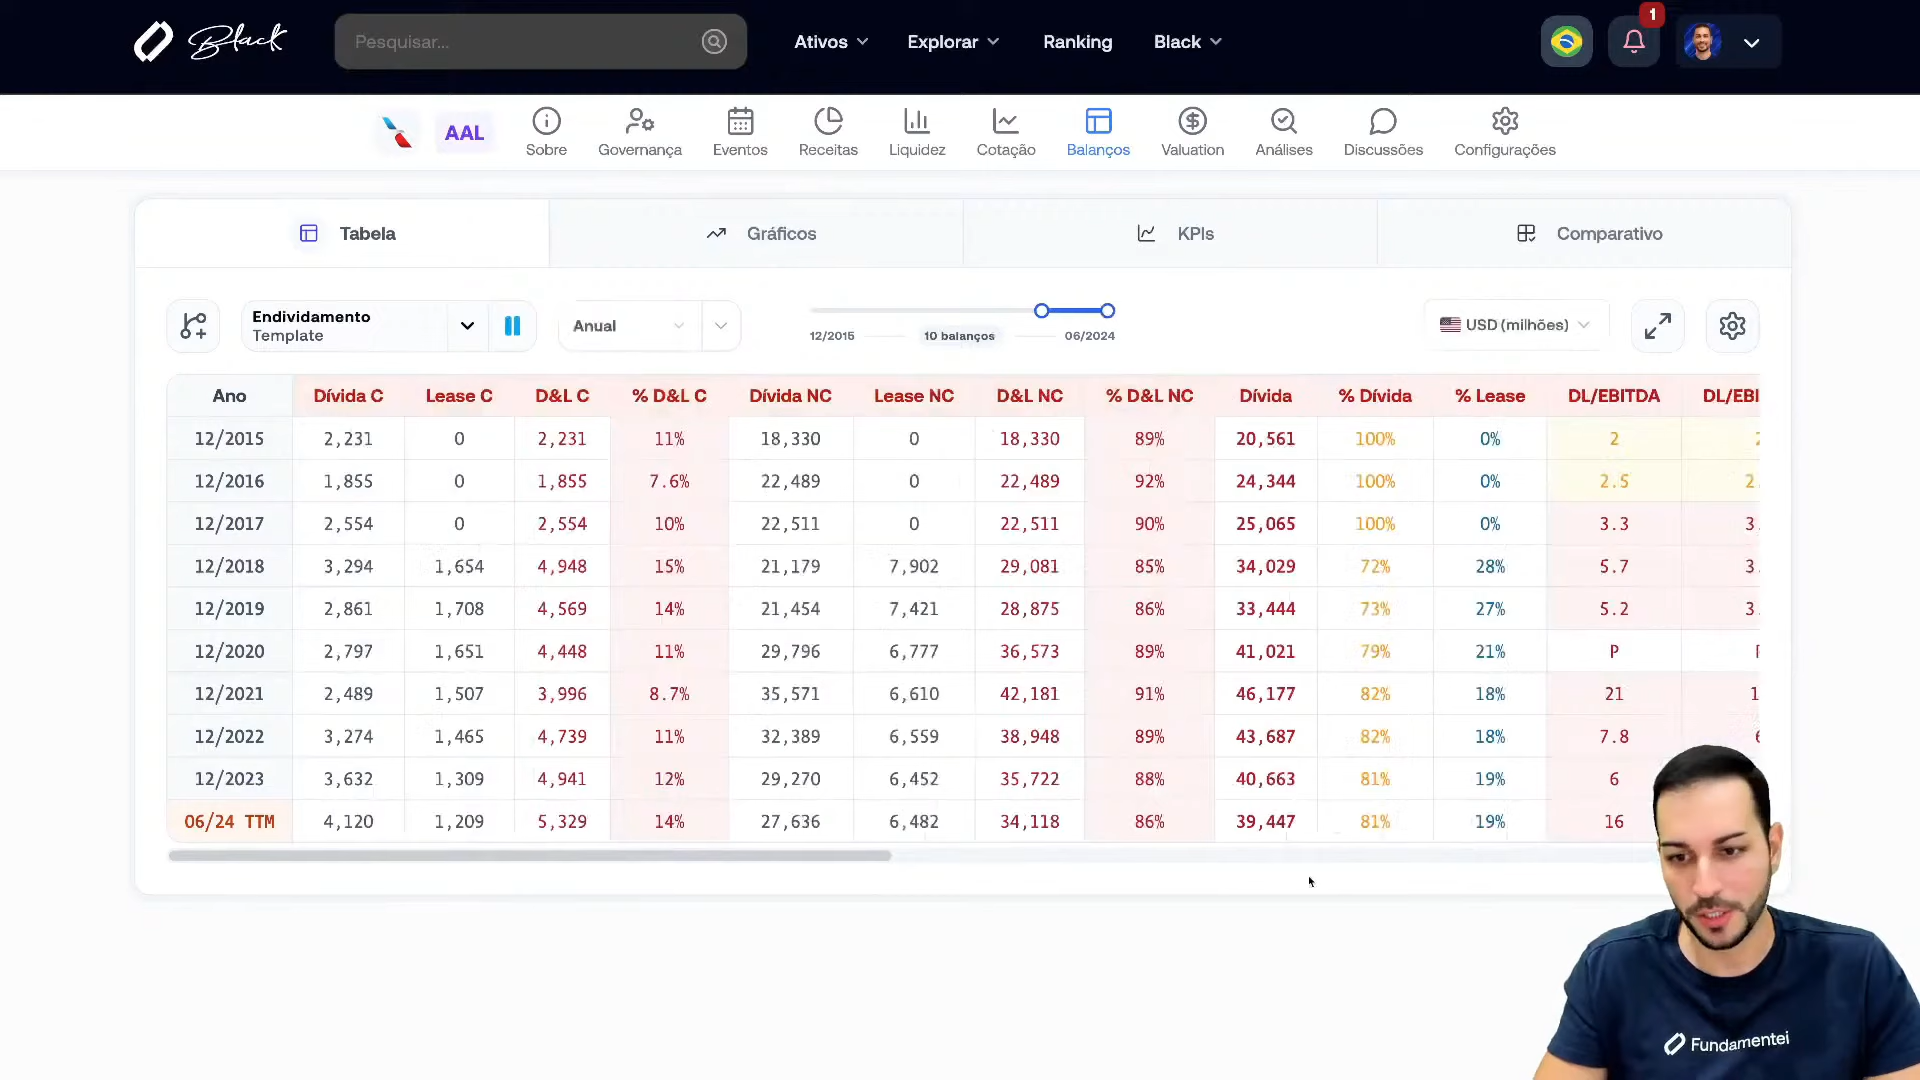 Black
Pesquisar...
Ativos
Explorar
Ranking
Black
1
AAL
Sobre
Governança
Eventos
Receitas
Liquidez
Cotação
Balanços
Valuation
Análises
Discussões
Configurações
Tabela
Gráficos
KPIs
Comparativo
Endividamento
Template
Anual
12/2015
10 balanços
06/2024
USD (milhões)
Ano Dívida C Lease C D&L C % D&L C Dívida NC Lease NC D&L NC % D&L NC Dívida % Dívida % Lease DL/EBITDA DL/EBI
12/2015 2,231 0 2,231 11% 18,330 0 18,330 89% 20,561 100% 0% 2
12/2016 1,855 0 1,855 7.6% 22,489 0 22,489 92% 24,344 100% 0% 2.5 2.
12/2017 2,554 0 2,554 10% 22,511 0 22,511 90% 25,065 100% 0% 3.3 3.
12/2018 3,294 1,654 4,948 15% 21,179 7,902 29,081 85% 34,029 72% 28% 5.7 3.
12/2019 2,861 1,708 4,569 14% 21,454 7,421 28,875 86% 33,444 73% 27% 5.2 3.
12/2020 2,797 1,651 4,448 11% 29,796 6,777 36,573 89% 41,021 79% 21% P
12/2021 2,489 1,507 3,996 8.7% 35,571 6,610 42,181 91% 46,177 82% 18% 21 1
12/2022 3,274 1,465 4,739 11% 32,389 6,559 38,948 89% 43,687 82% 18% 7.8
12/2023 3,632 1,309 4,941 12% 29,270 6,452 35,722 88% 40,663 81% 19% 6
06/24 TTM 4,120 1,209 5,329 14% 27,636 6,482 34,118 86% 39,447 81% 19% 16
Fundamentei